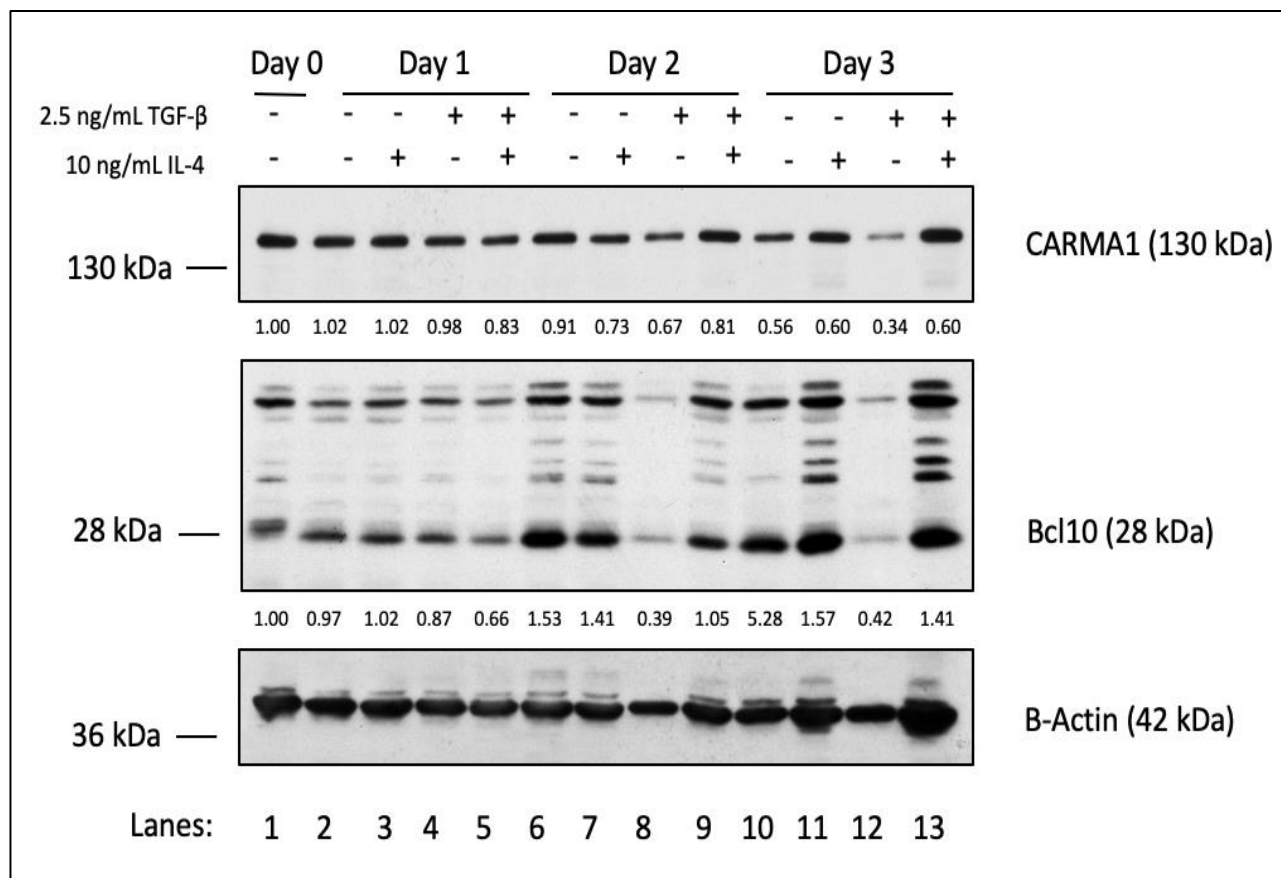 Day 0 Day 1 Day 2 Day 3
2.5 ng/mL TGF-β - - - + + - - + + - - + +
10 ng/mL IL-4 - - + - + - + - + - + - +
130 kDa CARMA1 (130 kDa)
1.00 1.02 1.02 0.98 0.83 0.91 0.73 0.67 0.81 0.56 0.60 0.34 0.60
28 kDa Bcl10 (28 kDa)
1.00 0.97 1.02 0.87 0.66 1.53 1.41 0.39 1.05 5.28 1.57 0.42 1.41
36 kDa B-Actin (42 kDa)
Lanes: 1 2 3 4 5 6 7 8 9 10 11 12 13